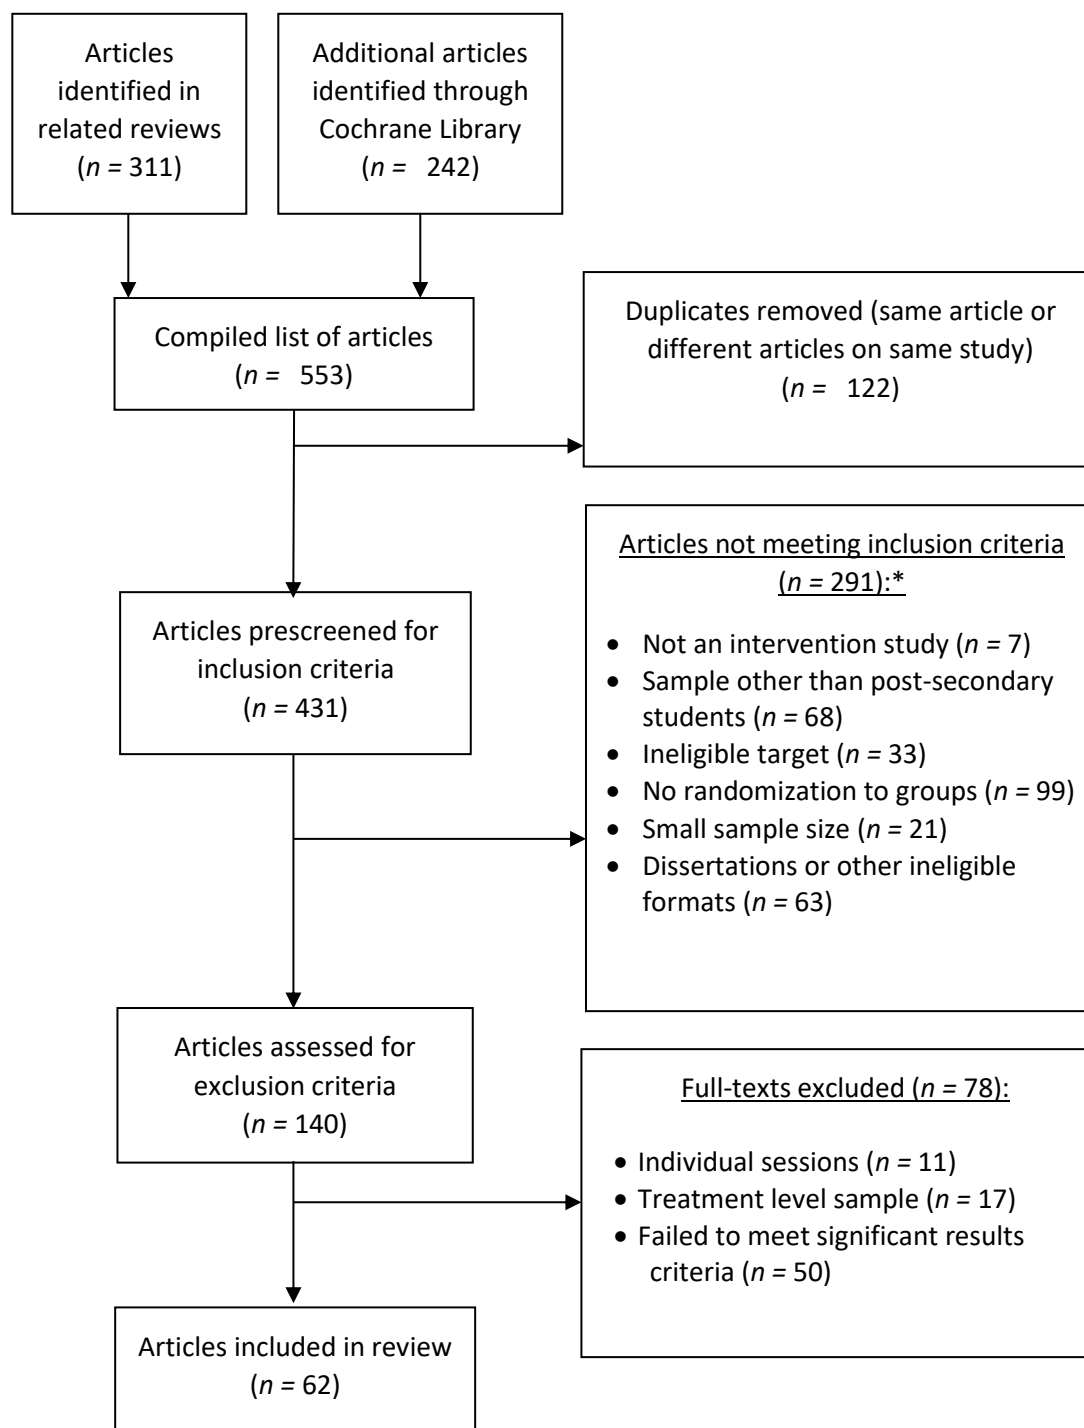 Articles
identified in
related reviews
(n = 311)
Additional articles
identified through
Cochrane Library
(n =   242)
Compiled list of articles
(n =   553)
Duplicates removed (same article or
different articles on same study)
(n =   122)
Articles prescreened for
inclusion criteria
(n = 431)
Articles not meeting inclusion criteria
(n = 291):*
• Not an intervention study (n = 7)
• Sample other than post-secondary
students (n = 68)
• Ineligible target (n = 33)
• No randomization to groups (n = 99)
• Small sample size (n = 21)
• Dissertations or other ineligible
formats (n = 63)
Articles assessed for
exclusion criteria
(n = 140)
Full-texts excluded (n = 78):
• Individual sessions (n = 11)
• Treatment level sample (n = 17)
• Failed to meet significant results
criteria (n = 50)
Articles included in review
(n = 62)